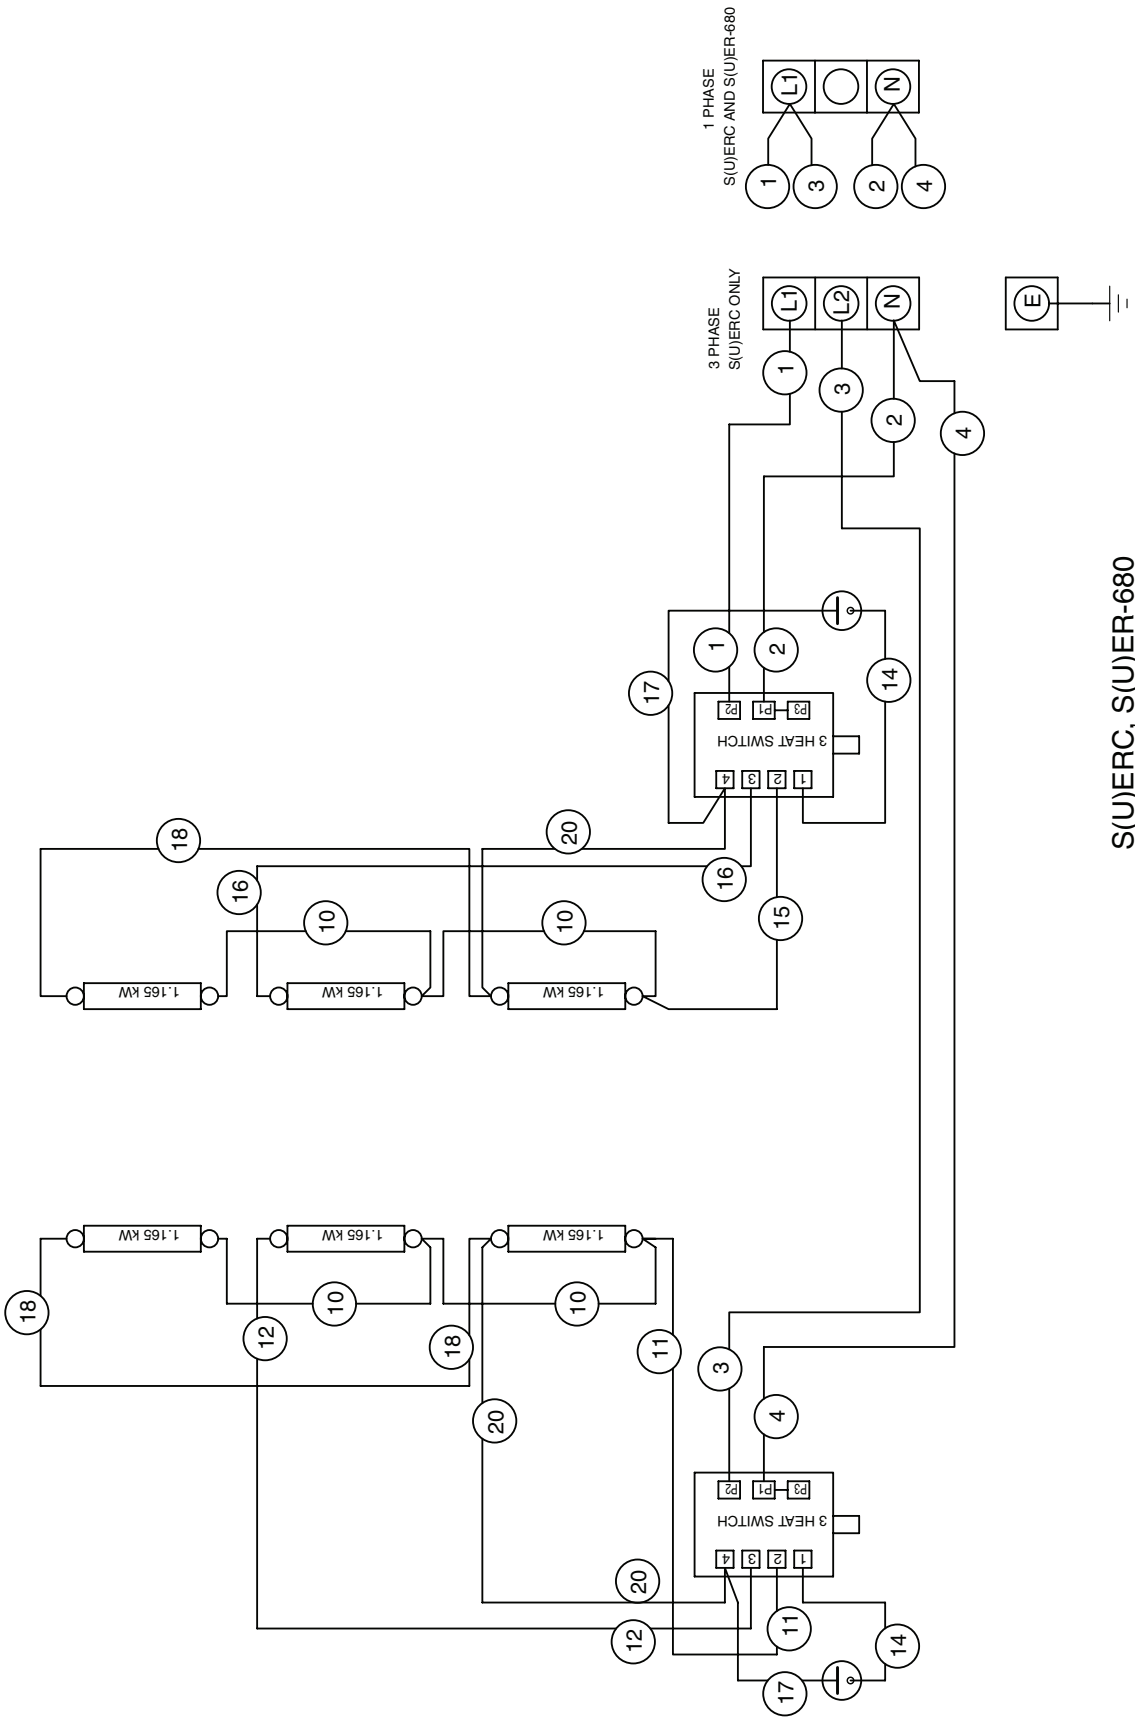 18
1.165 kW
1.165 kW
18
12
16
10
10
1.165 kW
1.165 kW
18
20
10
10
20
1.165 kW
1.165 kW
12
20
11
17
3
16
1
1 PHASE
S(U)ERC AND S(U)ER-680
3 PHASE
S(U)ERC ONLY
17
11
4
3
2
1
3 HEAT SWITCH
P2
P1
P3
4
15
4
3
2
1
3 HEAT SWITCH
P2
P1
P3
2
1
L1
1
3
L1
3
L2
14
14
2
N
2
4
N
4
E
S(U)ERC, S(U)ER-680